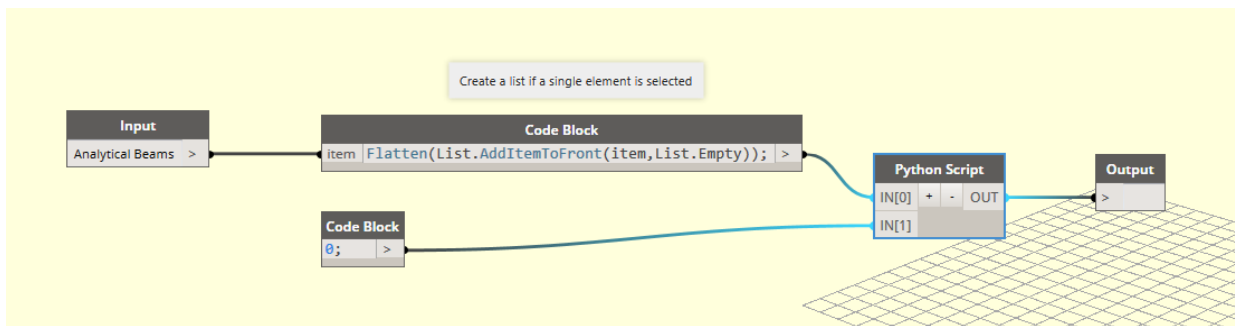 Create a list if a single element is selected
Input
Analytical Beams >
Code Block
item Flatten(List.AddItemToFront(item,List.Empty)); >
Python Script
IN[0] + - OUT
IN[1]
Output
>
Code Block
0; >